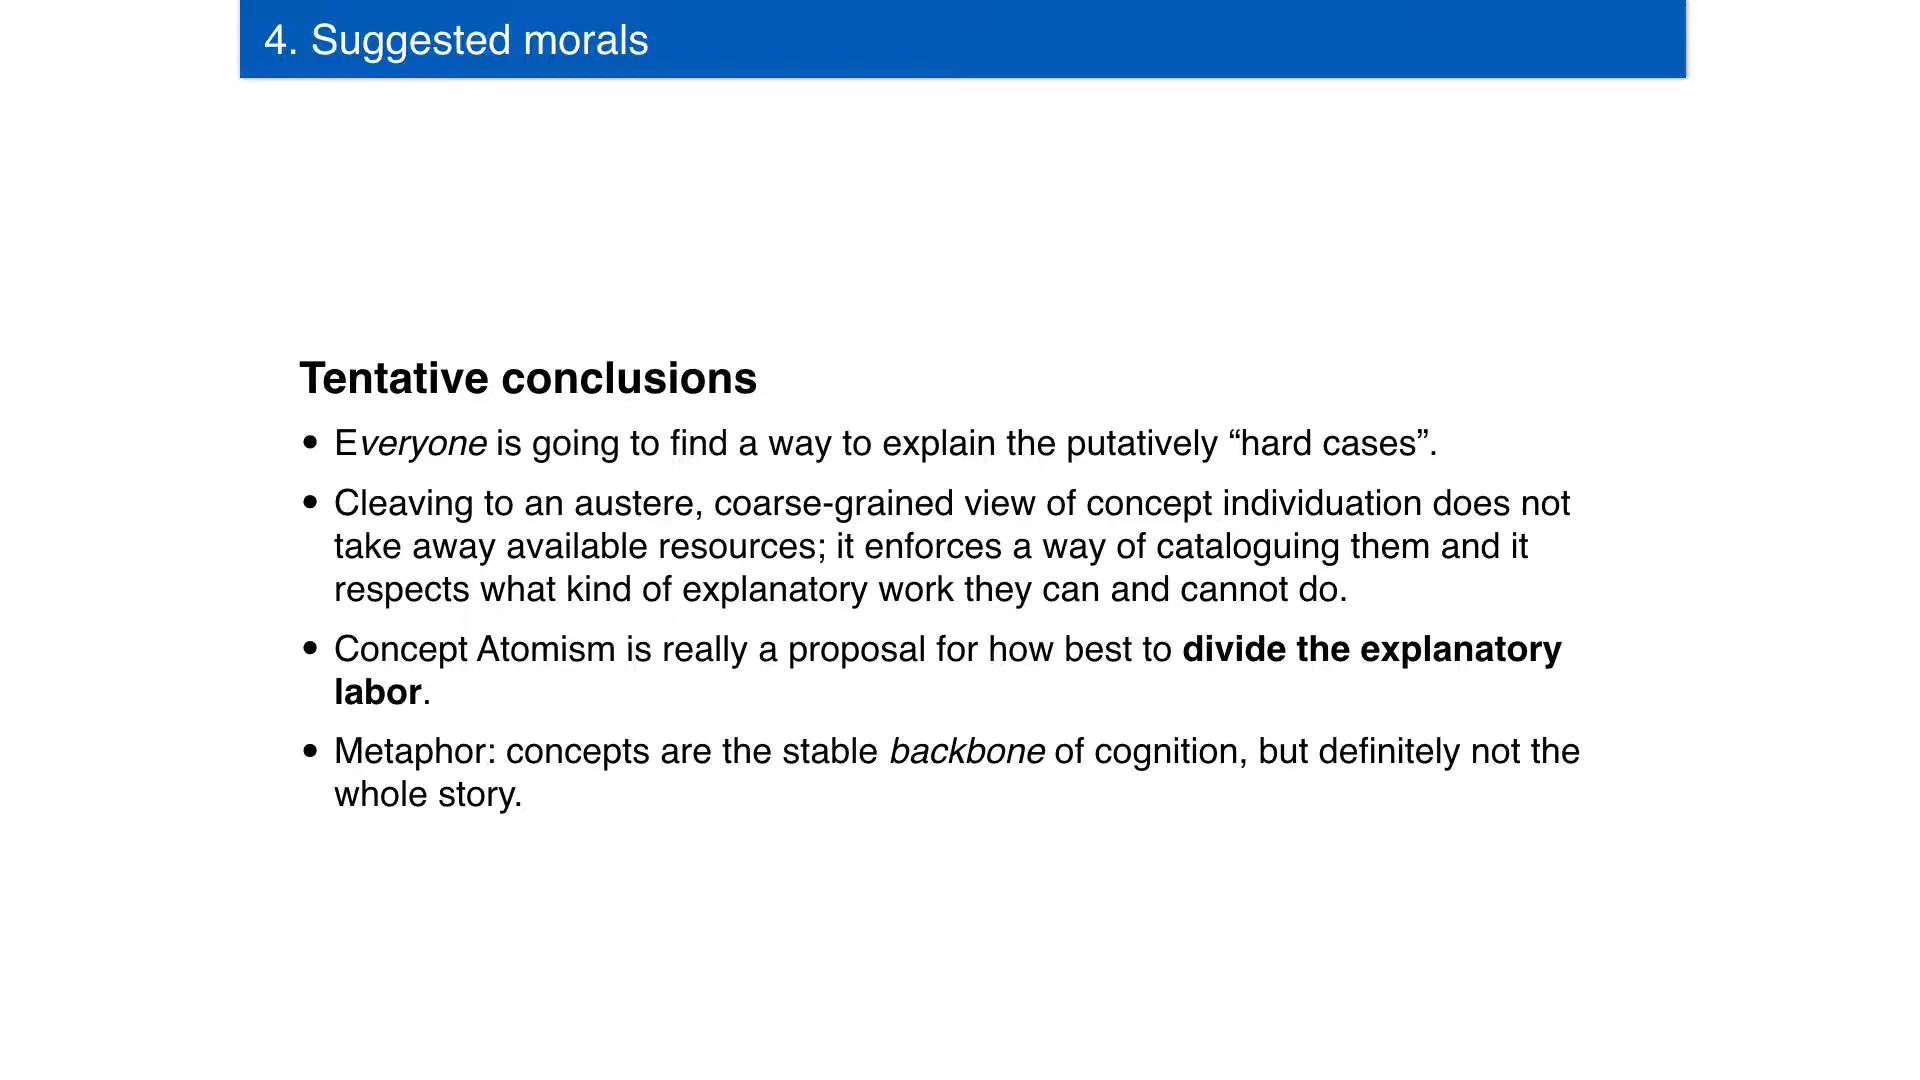 4. Suggested morals
Tentative conclusions
• Everyone is going to find a way to explain the putatively “hard cases”.
• Cleaving to an austere, coarse-grained view of concept individuation does not
take away available resources; it enforces a way of cataloguing them and it
respects what kind of explanatory work they can and cannot do.
• Concept Atomism is really a proposal for how best to divide the explanatory
labor.
• Metaphor: concepts are the stable backbone of cognition, but definitely not the
whole story.